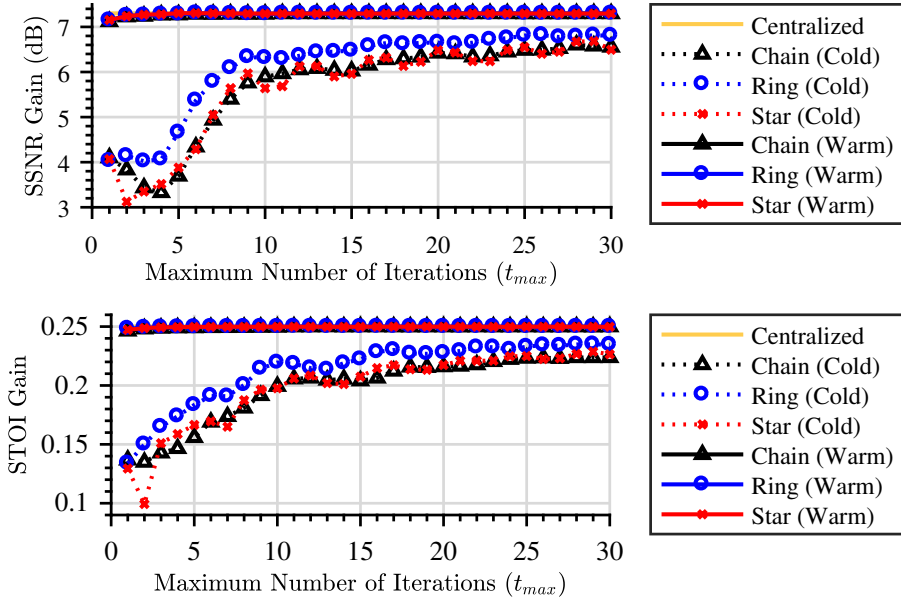 7
6
5
4
3
SSNR Gain (dB)
0 5 10 15 20 25 30
Maximum Number of Iterations (t_max)
Centralized
Chain (Cold)
Ring (Cold)
Star (Cold)
Chain (Warm)
Ring (Warm)
Star (Warm)
0.25
0.2
0.15
0.1
STOI Gain
0 5 10 15 20 25 30
Maximum Number of Iterations (t_max)
Centralized
Chain (Cold)
Ring (Cold)
Star (Cold)
Chain (Warm)
Ring (Warm)
Star (Warm)